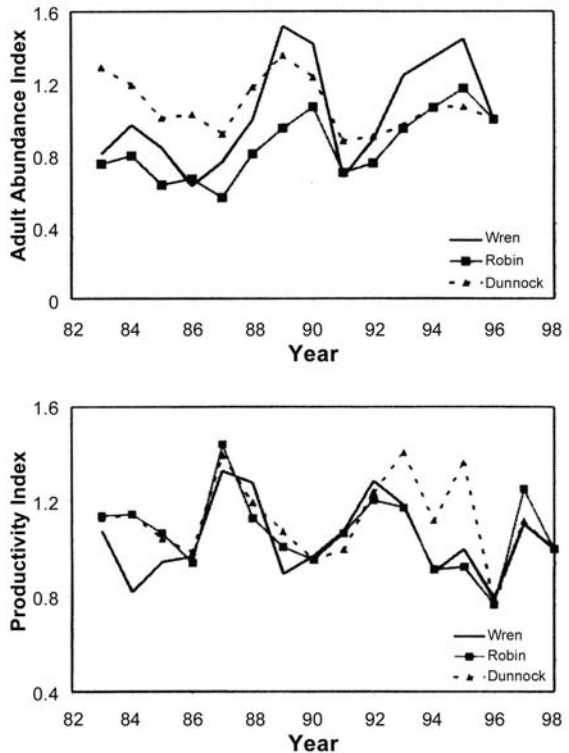 Adult Abundance Index
1.6
1.2
0.8
0.4
0
Wren
Robin
Dunnock
82 84 86 88 90 92 94 96 98
Year
Productivity Index
1.6
1.2
0.8
0.4
Wren
Robin
Dunnock
82 84 86 88 90 92 94 96 98
Year